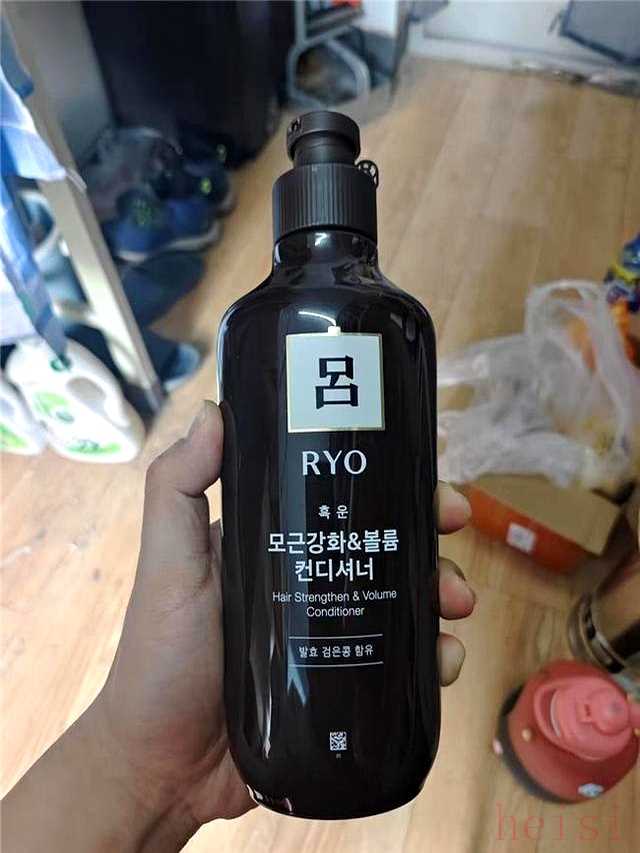 呂
RYO
흑운
모근강화&볼륨
컨디셔너
Hair Strengthen & Volume
Conditioner
발효 검은콩 함유
heisi